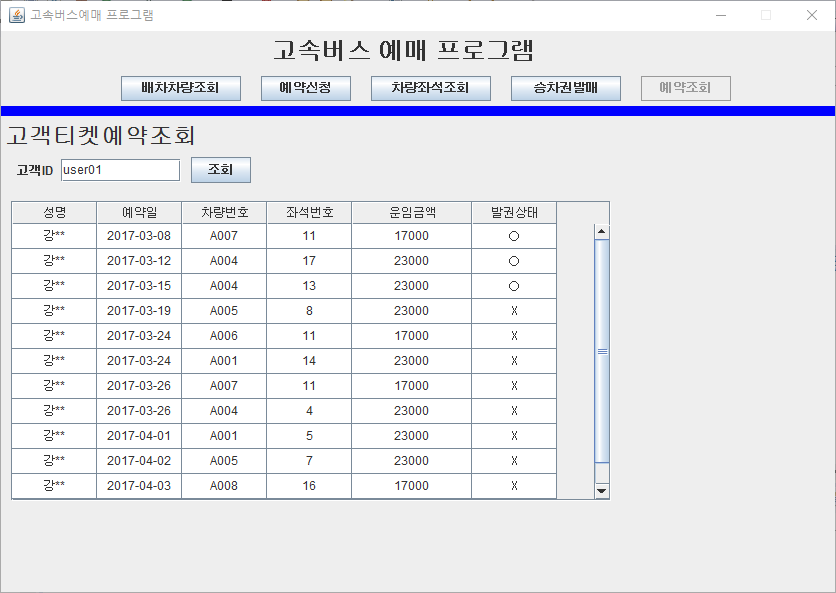 고속버스예매 프로그램
고속버스 예매 프로그램
배차차량조회 예약신청 차량좌석조회 승차권발매 예약조회
고객티켓예약조회
고객ID user01 조회
성명 예약일 차량번호 좌석번호 운임금액 발권상태
강** 2017-03-08 A007 11 17000 ○
강** 2017-03-12 A004 17 23000 ○
강** 2017-03-15 A004 13 23000 ○
강** 2017-03-19 A005 8 23000 X
강** 2017-03-24 A006 11 17000 X
강** 2017-03-24 A001 14 23000 X
강** 2017-03-26 A007 11 17000 X
강** 2017-03-26 A004 4 23000 X
강** 2017-04-01 A001 5 23000 X
강** 2017-04-02 A005 7 23000 X
강** 2017-04-03 A008 16 17000 X